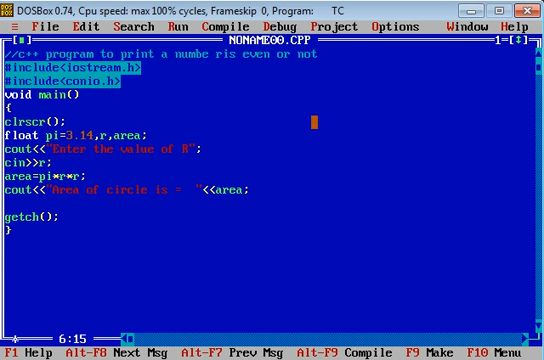 DOSBox 0.74, Cpu speed: max 100% cycles, Frameskip 0, Program: TC
≡ File Edit Search Run Compile Debug Project Options Window Help
[■] NONAME00.CPP 1=[↕]
//c++ program to print a numbe ris even or not
#include<iostream.h>
#include<conio.h>
void main()
{
clrscr();
float pi=3.14,r,area;
cout<<"Enter the value of R";
cin>>r;
area=pi*r*r;
cout<<"Area of circle is =  "<<area;
getch();
}
6:15
F1 Help Alt-F8 Next Msg Alt-F7 Prev Msg Alt-F9 Compile F9 Make F10 Menu